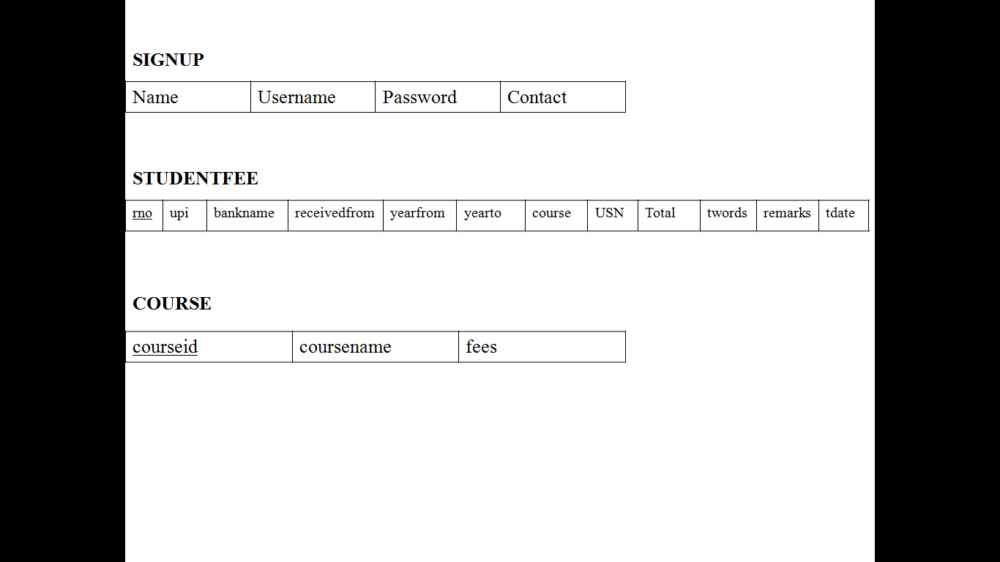 SIGNUP
Name Username Password Contact
STUDENTFEE
rno upi bankname receivedfrom yearfrom yearto course USN Total twords remarks tdate
COURSE
courseid coursename fees